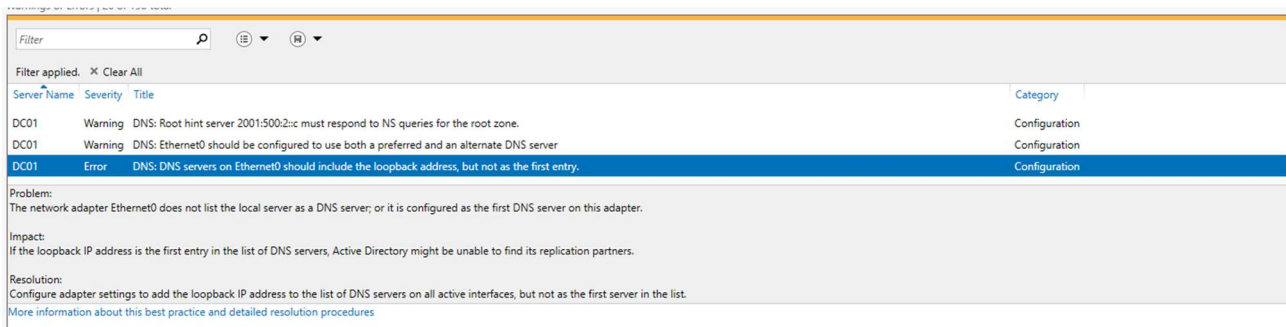 Filter
Filter applied. ✕ Clear All
Server Name Severity Title Category
DC01 Warning DNS: Root hint server 2001:500:2::c must respond to NS queries for the root zone. Configuration
DC01 Warning DNS: Ethernet0 should be configured to use both a preferred and an alternate DNS server Configuration
DC01 Error DNS: DNS servers on Ethernet0 should include the loopback address, but not as the first entry. Configuration
Problem:
The network adapter Ethernet0 does not list the local server as a DNS server; or it is configured as the first DNS server on this adapter.
Impact:
If the loopback IP address is the first entry in the list of DNS servers, Active Directory might be unable to find its replication partners.
Resolution:
Configure adapter settings to add the loopback IP address to the list of DNS servers on all active interfaces, but not as the first server in the list.
More information about this best practice and detailed resolution procedures